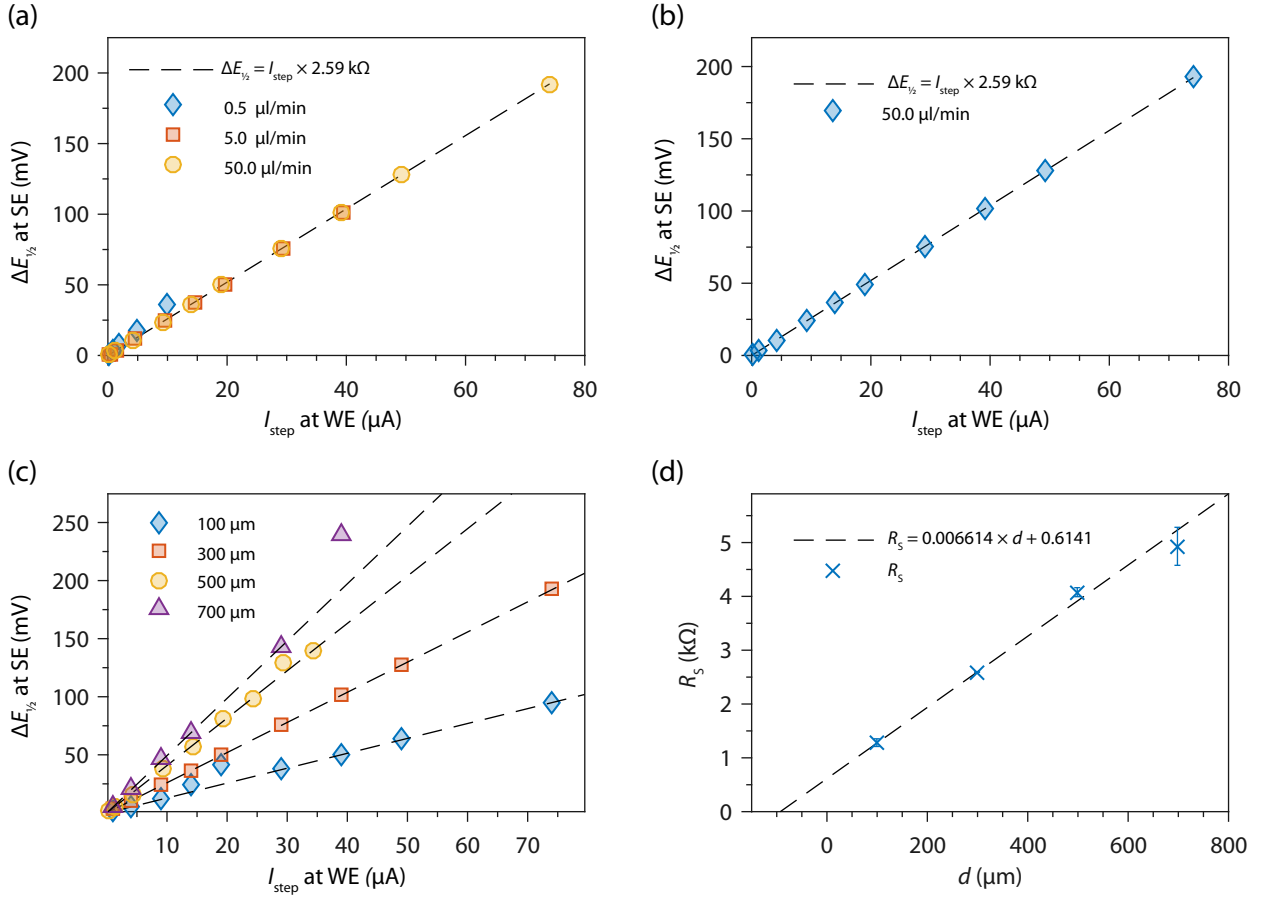 (a)
200
150
100
50
0
ΔE½ at SE (mV)
ΔE½ = Istep × 2.59 kΩ
0.5 μl/min
5.0 μl/min
50.0 μl/min
0 20 40 60 80
Istep at WE (μA)
(b)
200
150
100
50
0
ΔE½ at SE (mV)
ΔE½ = Istep × 2.59 kΩ
50.0 μl/min
0 20 40 60 80
Istep at WE (μA)
(c)
250
200
150
100
50
ΔE½ at SE (mV)
100 μm
300 μm
500 μm
700 μm
10 20 30 40 50 60 70
Istep at WE (μA)
(d)
5
4
3
2
1
0
RS (kΩ)
RS = 0.006614 × d + 0.6141
RS
0 200 400 600 800
d (μm)